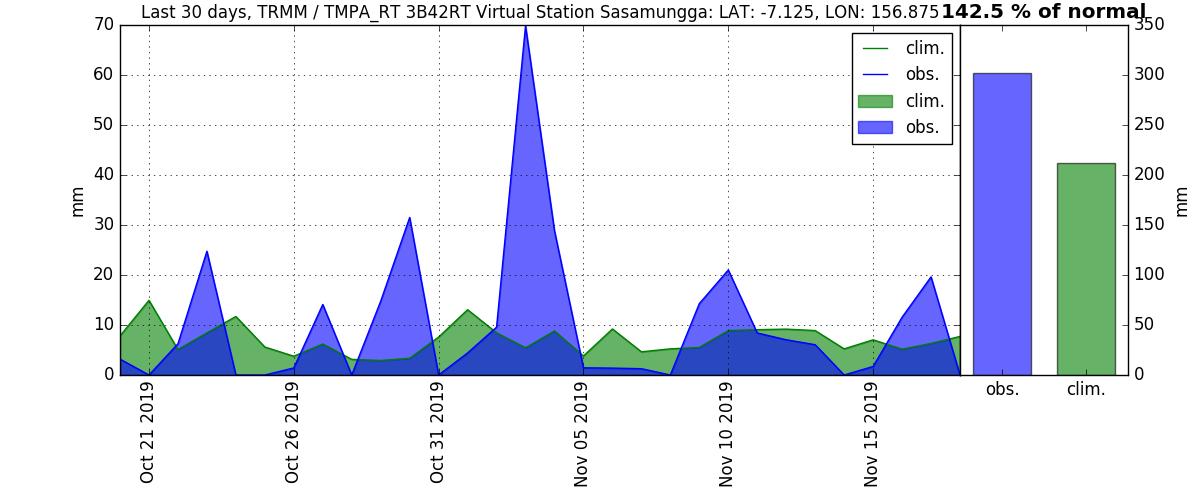 Last 30 days, TRMM / TMPA_RT 3B42RT Virtual Station Sasamungga: LAT: -7.125, LON: 156.875
142.5 % of normal
70
60
50
40
30
20
10
0
mm
clim.
obs.
clim.
obs.
350
300
250
200
150
100
50
0
mm
Oct 21 2019
Oct 26 2019
Oct 31 2019
Nov 05 2019
Nov 10 2019
Nov 15 2019
obs.
clim.